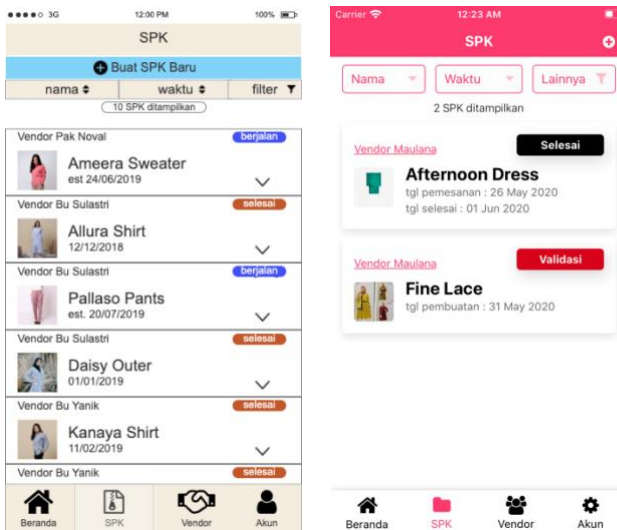 3G 12:00 PM 100%
SPK
Buat SPK Baru
nama waktu filter
10 SPK ditampilkan
Vendor Pak Noval berjalan
Ameera Sweater
est 24/06/2019
Vendor Bu Sulastri selesai
Allura Shirt
12/12/2018
Vendor Bu Sulastri berjalan
Pallaso Pants
est. 20/07/2019
Vendor Bu Sulastri selesai
Daisy Outer
01/01/2019
Vendor Bu Yanik selesai
Kanaya Shirt
11/02/2019
Vendor Bu Yanik selesai
Beranda SPK Vendor Akun
Carrier 12:23 AM
SPK
Nama Waktu Lainnya
2 SPK ditampilkan
Vendor Maulana Selesai
Afternoon Dress
tgl pemesanan : 26 May 2020
tgl selesai : 01 Jun 2020
Vendor Maulana Validasi
Fine Lace
tgl pembuatan : 31 May 2020
Beranda SPK Vendor Akun